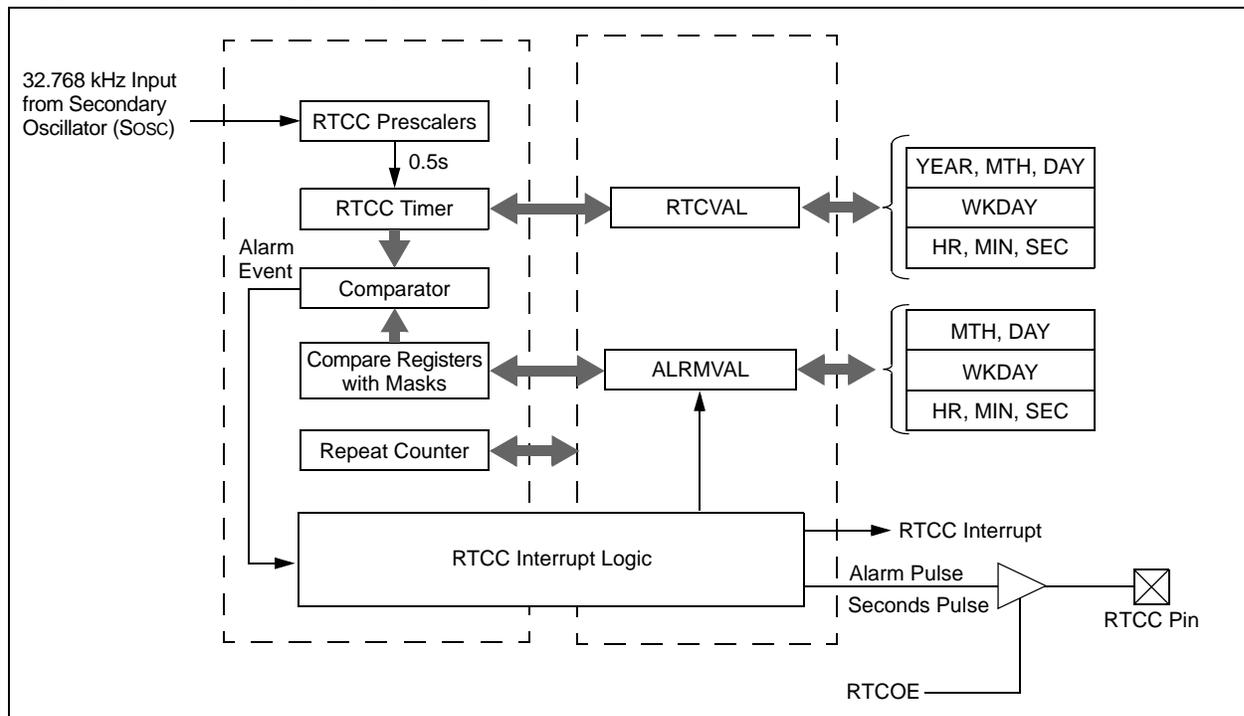 32.768 kHz Input
from Secondary
Oscillator (SOSC)
RTCC Prescalers
0.5s
RTCC Timer
RTCVAL
YEAR, MTH, DAY
WKDAY
HR, MIN, SEC
Alarm
Event
Comparator
Compare Registers
with Masks
ALRMVAL
MTH, DAY
WKDAY
HR, MIN, SEC
Repeat Counter
RTCC Interrupt Logic
RTCC Interrupt
Alarm Pulse
Seconds Pulse
RTCC Pin
RTCOE